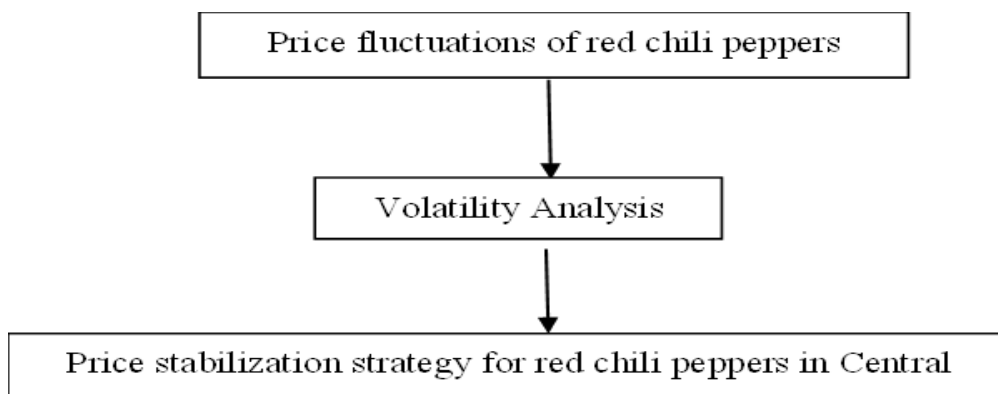 Price fluctuations of red chili peppers
Volatility Analysis
Price stabilization strategy for red chili peppers in Central